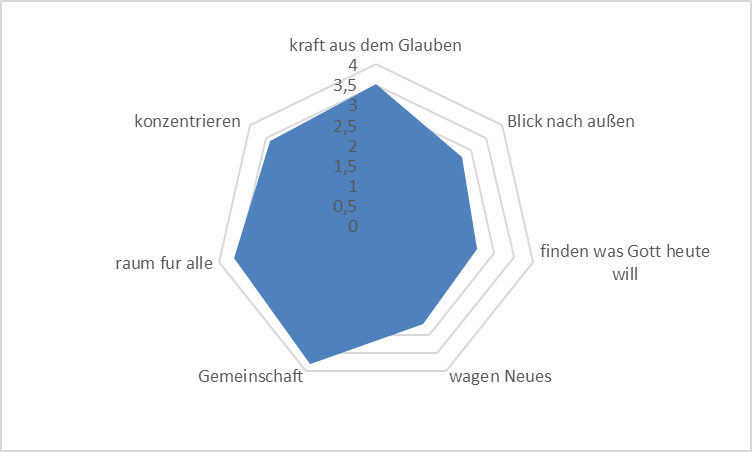 kraft aus dem Glauben
4
3,5
3
2,5
2
1,5
1
0,5
0
konzentrieren
Blick nach außen
raum fur alle
finden was Gott heute
will
Gemeinschaft
wagen Neues